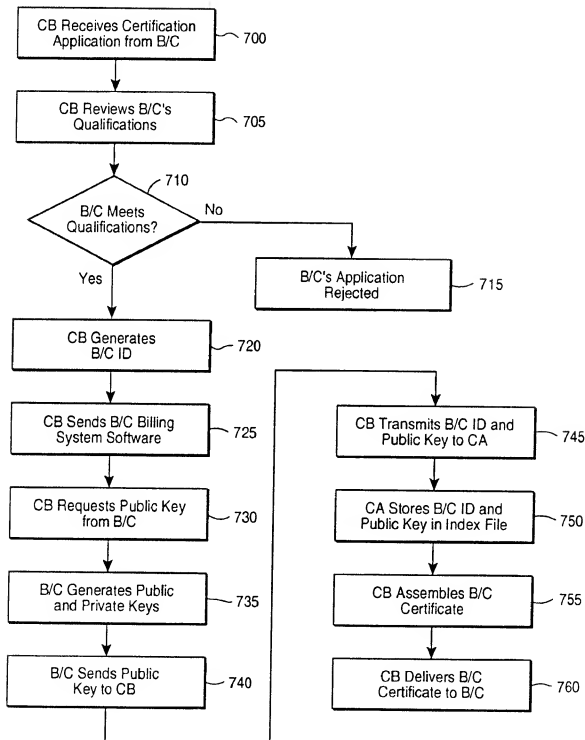 CB Receives Certification
Application from B/C
700
CB Reviews B/C's
Qualifications
705
710
B/C Meets
Qualifications?
No
Yes
B/C's Application
Rejected
715
CB Generates
B/C ID
720
CB Sends B/C Billing
System Software
725
CB Requests Public Key
from B/C
730
B/C Generates Public
and Private Keys
735
B/C Sends Public
Key to CB
740
CB Transmits B/C ID and
Public Key to CA
745
CA Stores B/C ID and
Public Key in Index File
750
CB Assembles B/C
Certificate
755
CB Delivers B/C
Certificate to B/C
760